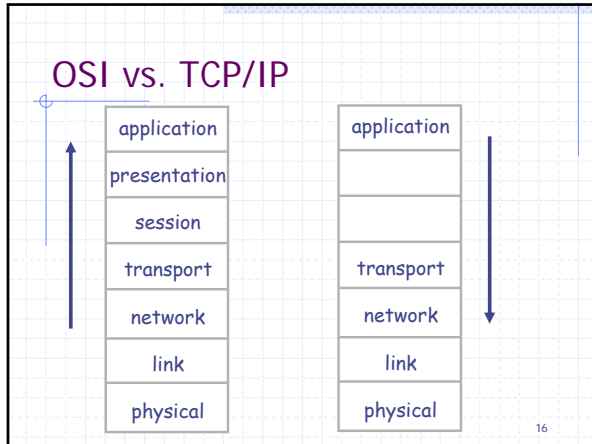 OSI vs. TCP/IP
application
presentation
session
transport
network
link
physical
application
transport
network
link
physical
16